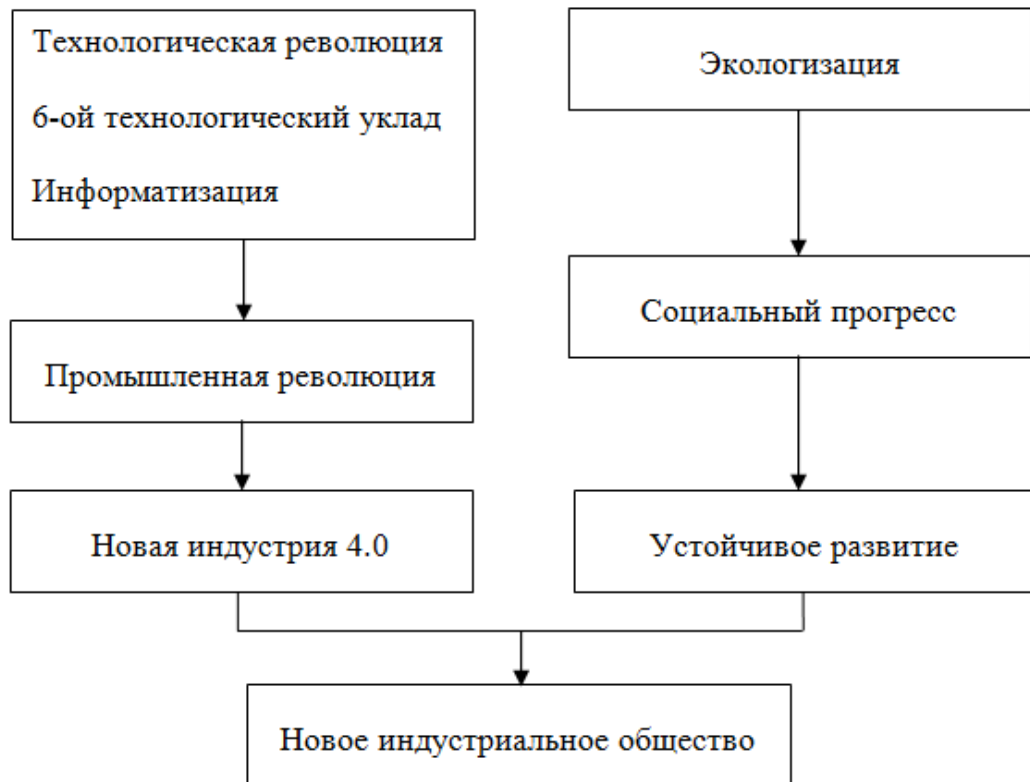 Технологическая революция
6-ой технологический уклад
Информатизация
Промышленная революция
Новая индустрия 4.0
Экологизация
Социальный прогресс
Устойчивое развитие
Новое индустриальное общество